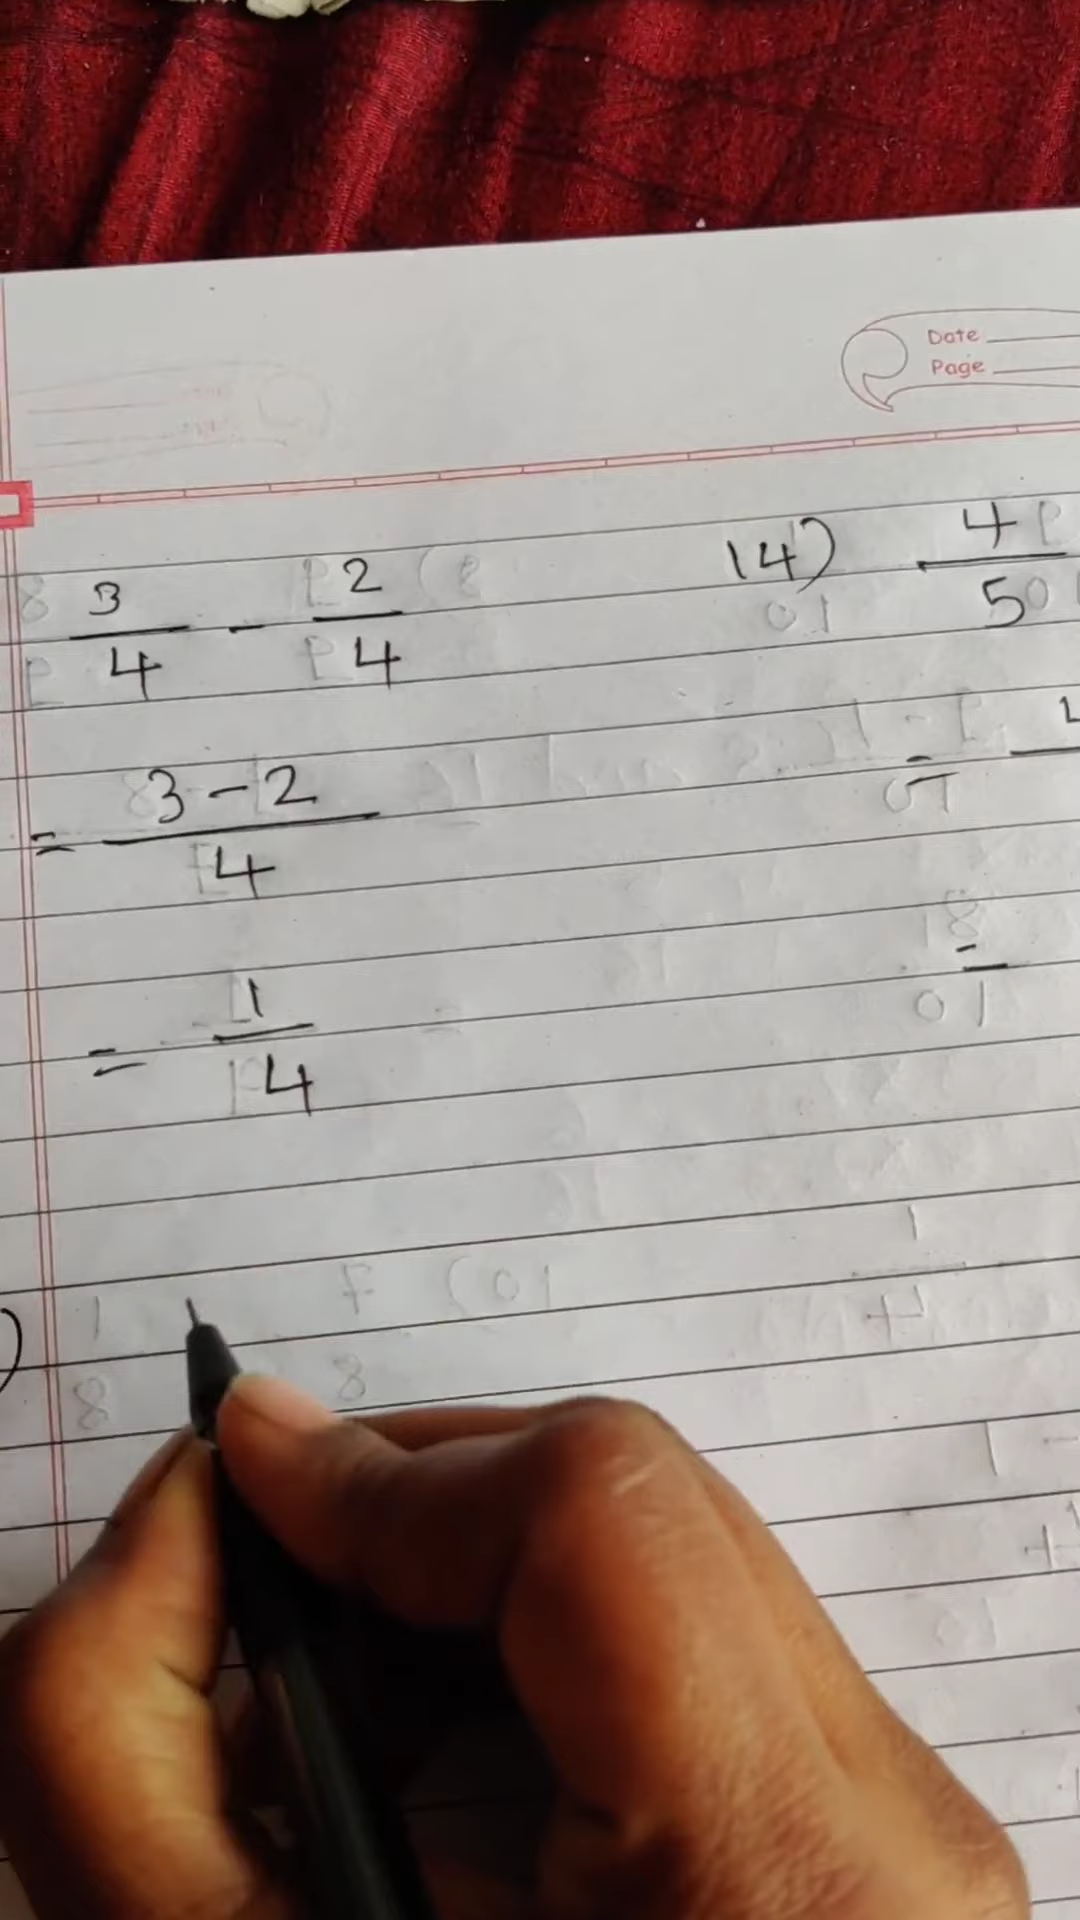 Date
Page
3/4 - 2/4
14) 4/5
= 3-2/4
= 1/4
)